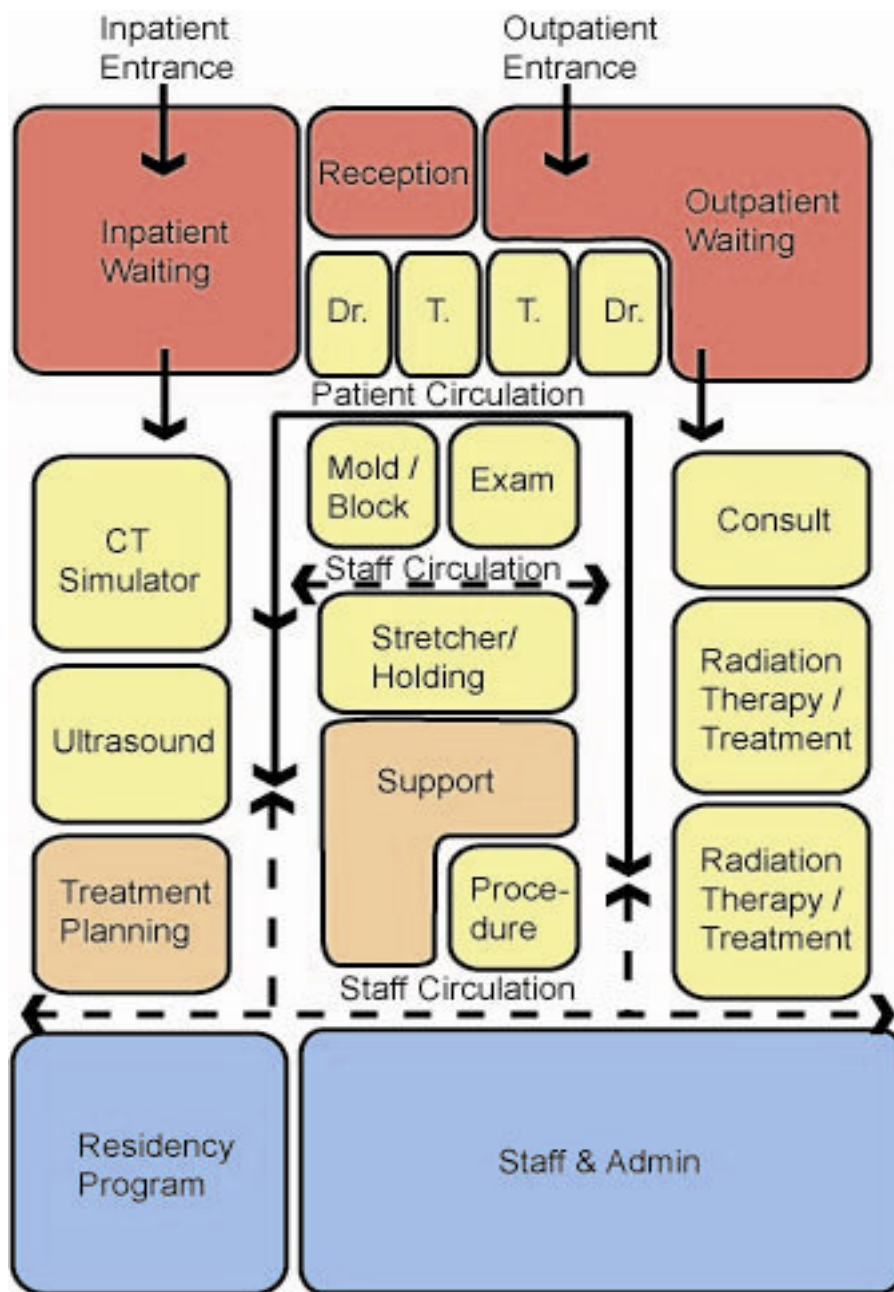 Inpatient
Entrance
Outpatient
Entrance
Reception
Inpatient
Waiting
Outpatient
Waiting
Dr.
T.
T.
Dr.
Patient Circulation
Mold /
Block
Exam
CT
Simulator
Consult
Staff Circulation
Stretcher/
Holding
Radiation
Therapy /
Treatment
Ultrasound
Support
Treatment
Planning
Proce-
dure
Radiation
Therapy /
Treatment
Staff Circulation
Residency
Program
Staff & Admin